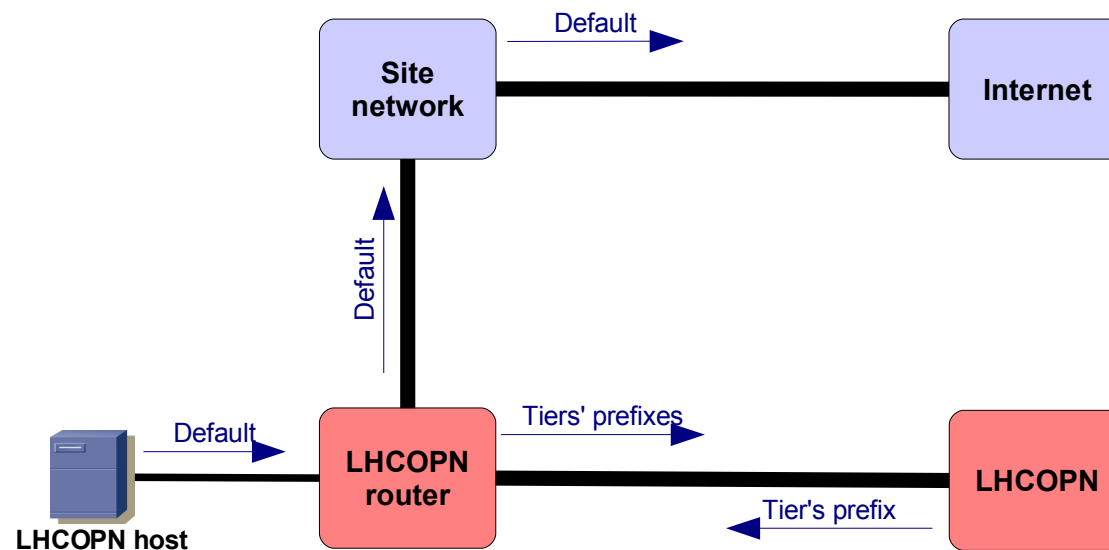 Default
Site
network
Internet
Default
Tiers' prefixes
Default
LHCOPN
router
LHCOPN
Tier's prefix
LHCOPN host